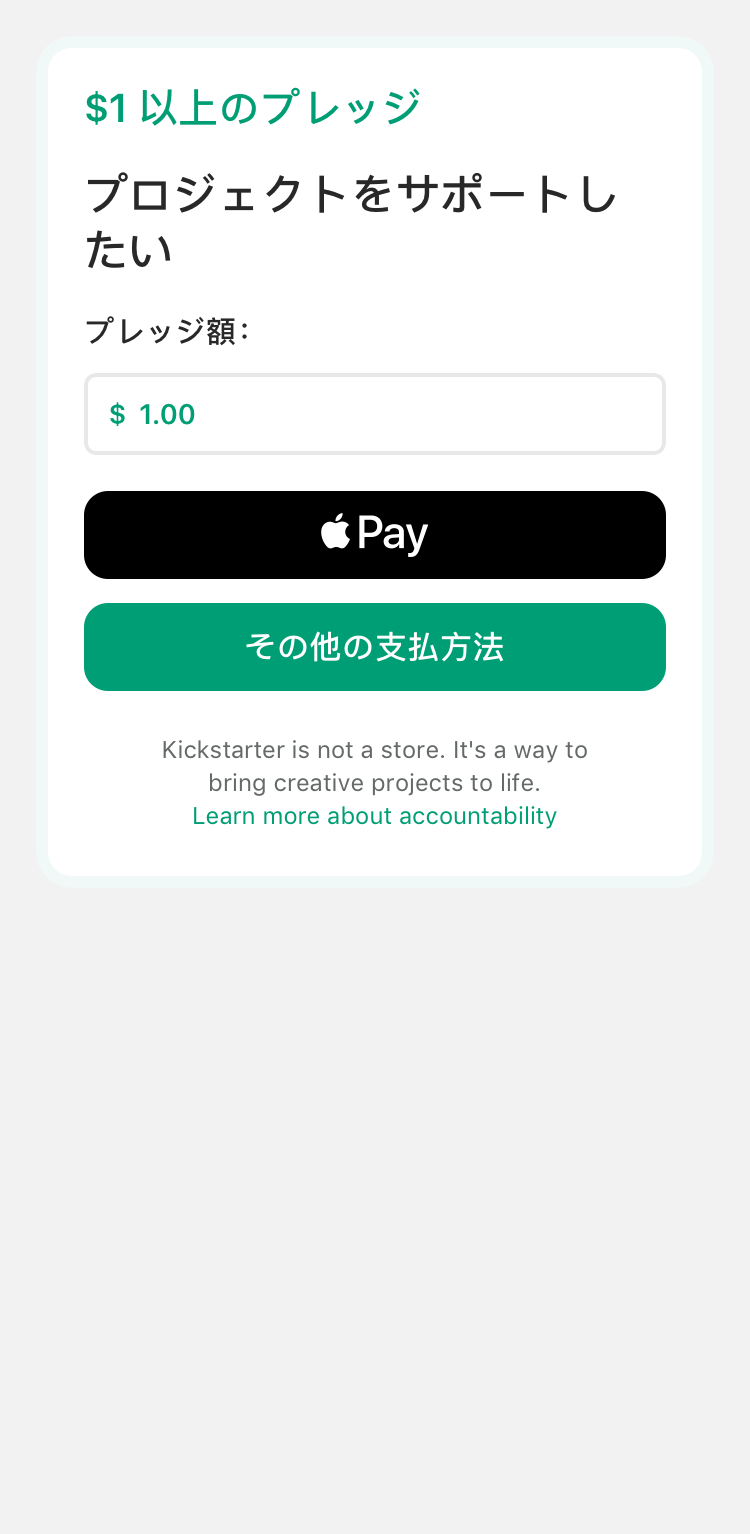 $1 以上のプレッジ
プロジェクトをサポートし
たい
プレッジ額：
$ 1.00
Pay
その他の支払方法
Kickstarter is not a store. It's a way to
bring creative projects to life.
Learn more about accountability